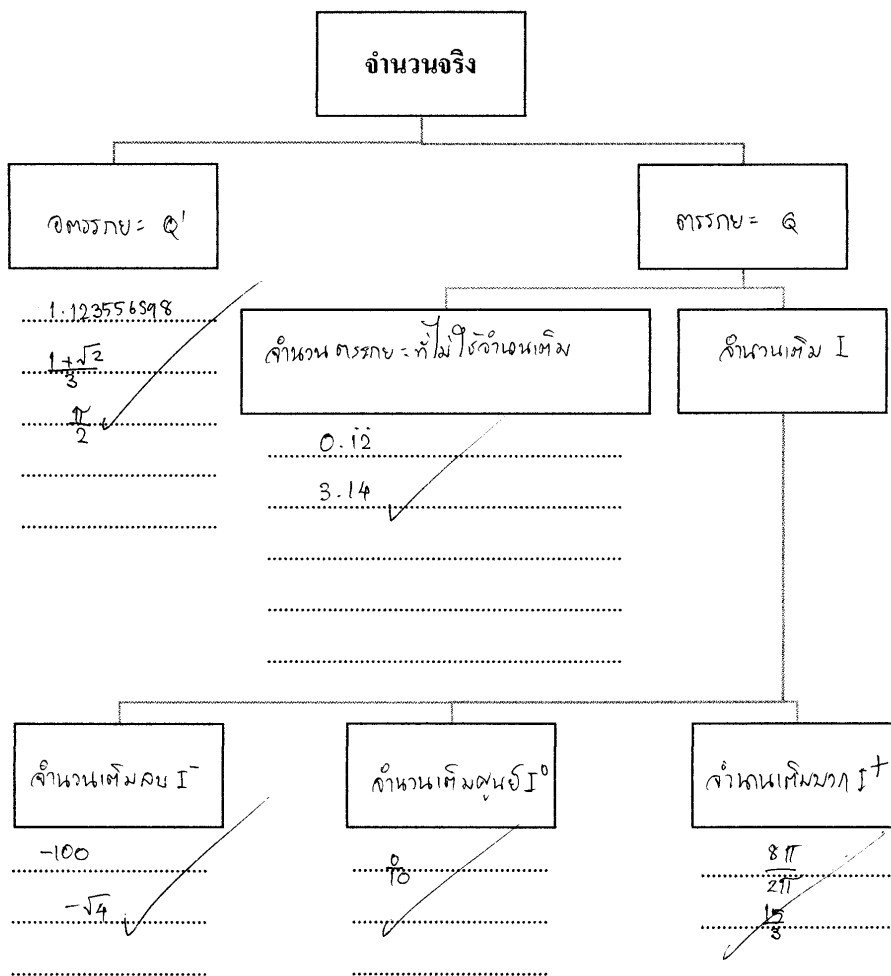 จำนวนจริง
อตรรกยะ Q'
ตรรกยะ Q
1.123556598
1+√2
3
π
2
จำนวนตรรกยะที่ไม่ใช่จำนวนเต็ม
จำนวนเต็ม I
0.1̇2̇
3.14
จำนวนเต็มลบ I⁻
จำนวนเต็มศูนย์ I⁰
จำนวนเต็มบวก I⁺
-100
-√4
0
10
8π
2π
15
3